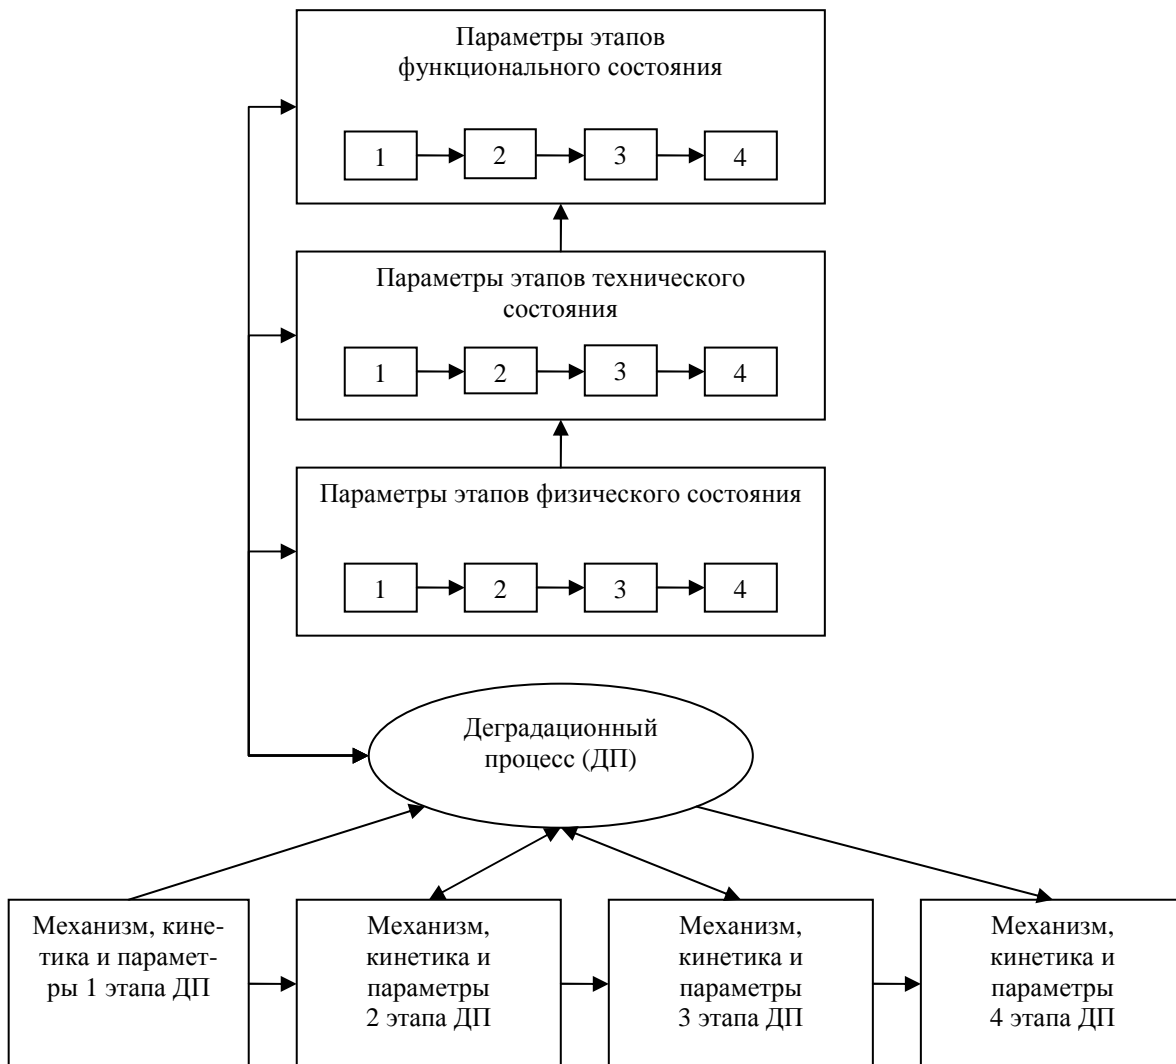 Параметры этапов
функционального состояния
1 2 3 4
Параметры этапов технического
состояния
1 2 3 4
Параметры этапов физического состояния
1 2 3 4
Деградационный
процесс (ДП)
Механизм, кине-
тика и парамет-
ры 1 этапа ДП
Механизм,
кинетика и
параметры
2 этапа ДП
Механизм,
кинетика и
параметры
3 этапа ДП
Механизм,
кинетика и
параметры
4 этапа ДП